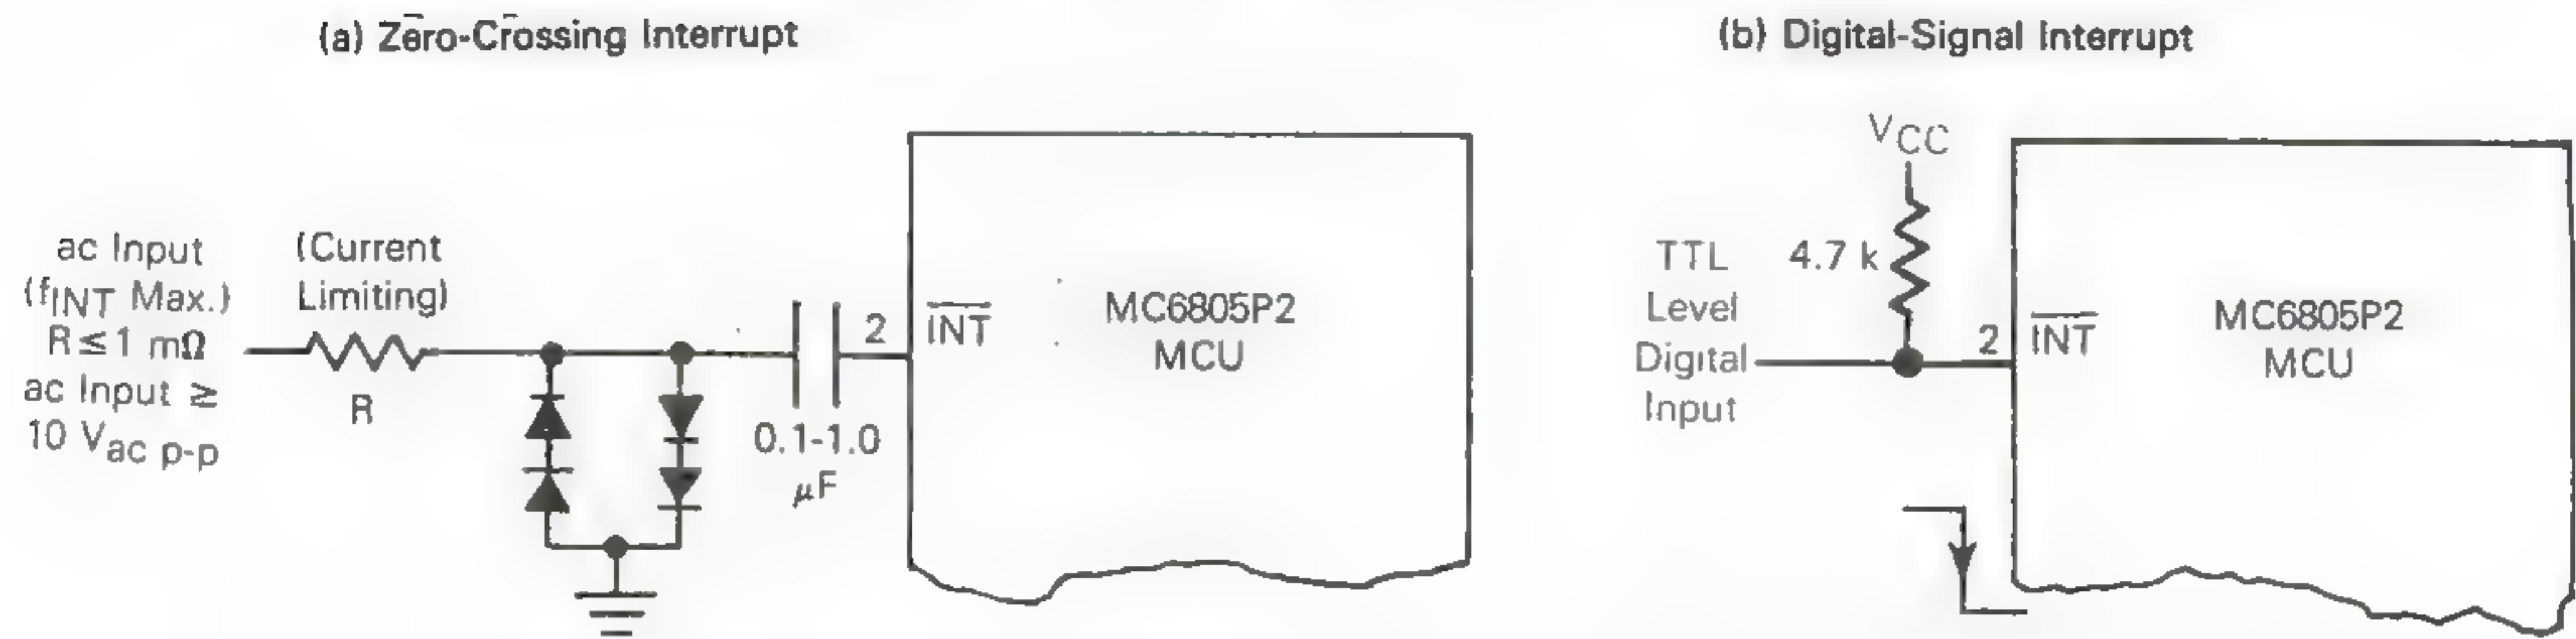 (a) Zero-Crossing Interrupt
ac Input
(fINT Max.)
R ≤ 1 mΩ
ac Input ≥
10 Vac p-p
(Current
Limiting)
R
0.1-1.0
μF
2
INT
MC6805P2
MCU
(b) Digital-Signal Interrupt
VCC
4.7 k
TTL
Level
Digital
Input
2
INT
MC6805P2
MCU